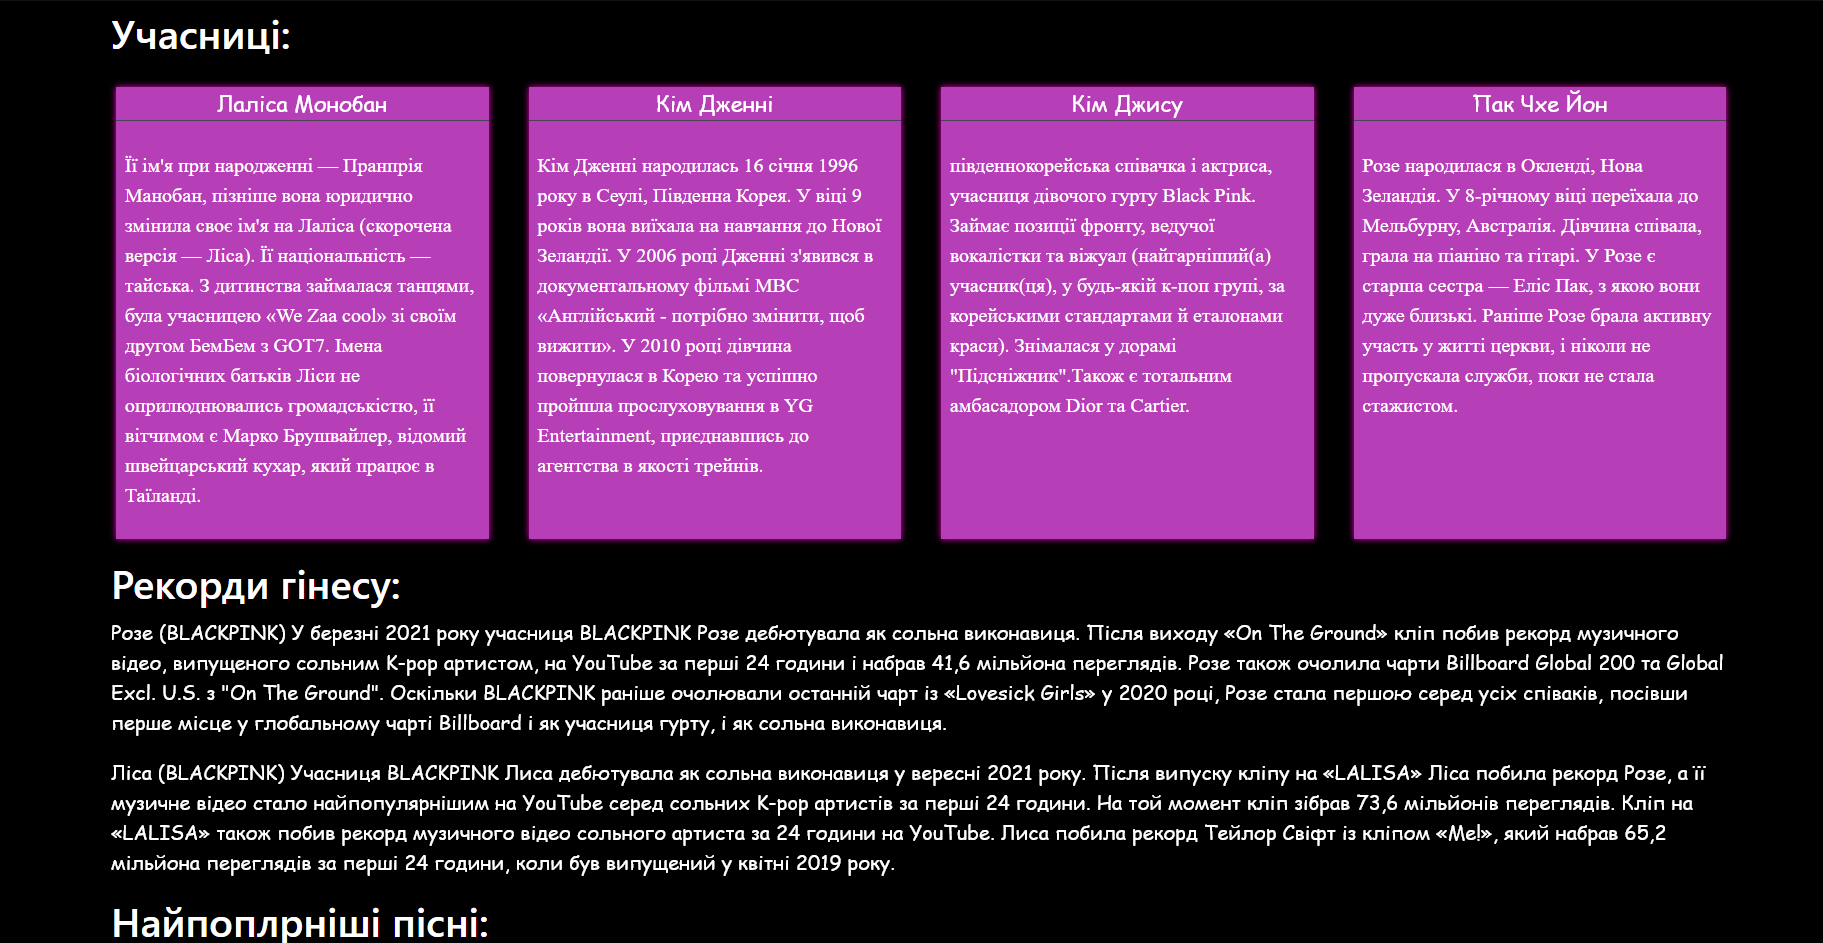 Учасниці:
Лаліса Монобан
Її ім'я при народженні — Пранпрія
Манобан, пізніше вона юридично
змінила своє ім'я на Лаліса (скорочена
версія — Ліса). Її національність —
тайська. З дитинства займалася танцями,
була учасницею «We Zaa cool» зі своїм
другом БемБем з GOT7. Імена
біологічних батьків Ліси не
оприлюднювались громадськістю, її
вітчимом є Марко Брушвайлер, відомий
швейцарський кухар, який працює в
Таїланді.
Кім Дженні
Кім Дженні народилась 16 січня 1996
року в Сеулі, Південна Корея. У віці 9
років вона виїхала на навчання до Нової
Зеландії. У 2006 році Дженні з'явився в
документальному фільмі MBC
«Англійський - потрібно змінити, щоб
вижити». У 2010 році дівчина
повернулася в Корею та успішно
пройшла прослуховування в YG
Entertainment, приєднавшись до
агентства в якості трейнів.
Кім Джису
південнокорейська співачка і актриса,
учасниця дівочого гурту Black Pink.
Займає позиції фронту, ведучої
вокалістки та віжуал (найгарніший(а)
учасник(ця), у будь-якій к-поп групі, за
корейськими стандартами й еталонами
краси). Знімалася у дорамі
"Підсніжник".Також є тотальним
амбасадором Dior та Cartier.
Пак Чхе Йон
Розе народилася в Окленді, Нова
Зеландія. У 8-річному віці переїхала до
Мельбурну, Австралія. Дівчина співала,
грала на піаніно та гітарі. У Розе є
старша сестра — Еліс Пак, з якою вони
дуже близькі. Раніше Розе брала активну
участь у житті церкви, і ніколи не
пропускала служби, поки не стала
стажистом.
Рекорди гінесу:
Розе (BLACKPINK) У березні 2021 року учасниця BLACKPINK Розе дебютувала як сольна виконавиця. Після виходу «On The Ground» кліп побив рекорд музичного
відео, випущеного сольним K-pop артистом, на YouTube за перші 24 години і набрав 41,6 мільйона переглядів. Розе також очолила чарти Billboard Global 200 та Global
Excl. U.S. з "On The Ground". Оскільки BLACKPINK раніше очолювали останній чарт із «Lovesick Girls» у 2020 році, Розе стала першою серед усіх співаків, посівши
перше місце у глобальному чарті Billboard і як учасниця гурту, і як сольна виконавиця.
Ліса (BLACKPINK) Учасниця BLACKPINK Лиса дебютувала як сольна виконавиця у вересні 2021 року. Після випуску кліпу на «LALISA» Ліса побила рекорд Розе, а її
музичне відео стало найпопулярнішим на YouTube серед сольних K-pop артистів за перші 24 години. На той момент кліп зібрав 73,6 мільйонів переглядів. Кліп на
«LALISA» також побив рекорд музичного відео сольного артиста за 24 години на YouTube. Лиса побила рекорд Тейлор Свіфт із кліпом «Me!», який набрав 65,2
мільйона переглядів за перші 24 години, коли був випущений у квітні 2019 року.
Найпоплрніші пісні: